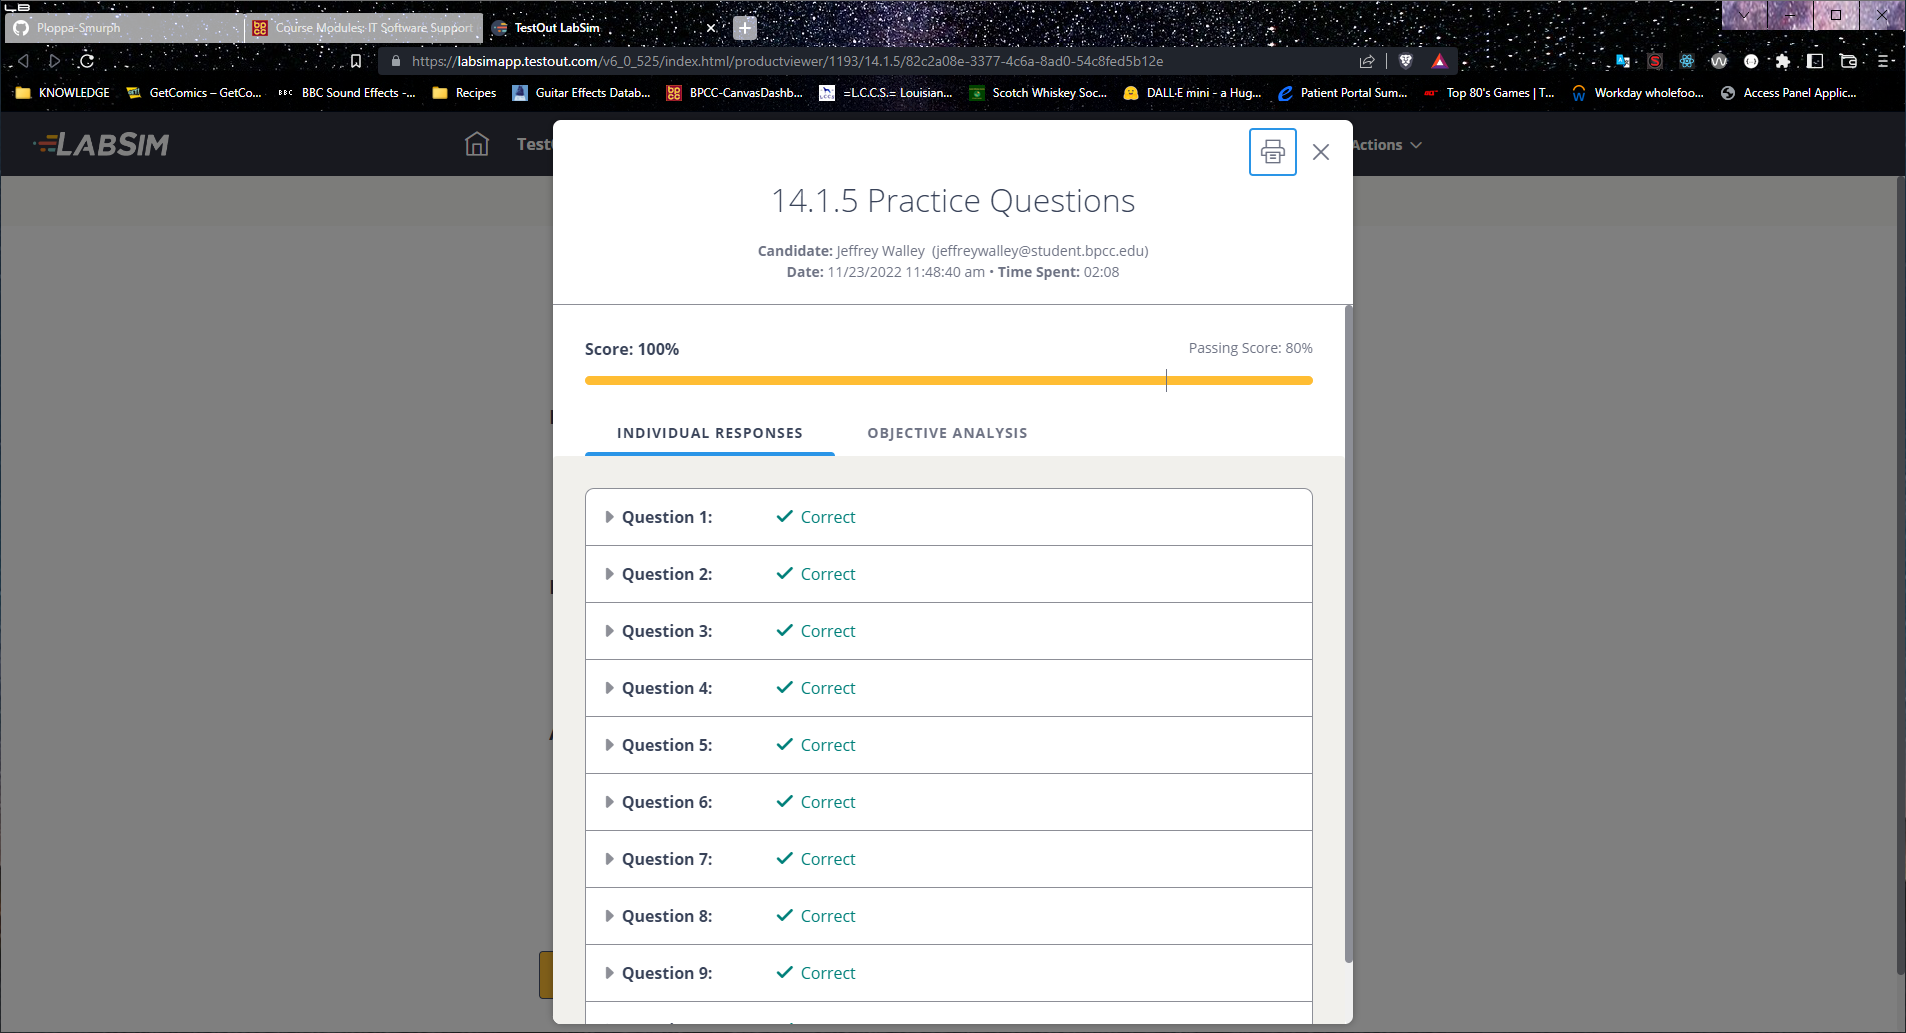 Ploppa-Smurph
Course Modules: IT Software Support
TestOut LabSim
https://labsimapp.testout.com/v6_0_525/index.html/productviewer/1193/14.1.5/82c2a08e-3377-4c6a-8ad0-54c8fed5b12e
KNOWLEDGE
GetComics – GetCo...
BBC
BBC Sound Effects -...
Recipes
Guitar Effects Datab...
BPCC-CanvasDashb...
=L.C.C.S.= Louisian...
Scotch Whiskey Soc...
DALL·E mini - a Hug...
Patient Portal Sum...
Top 80's Games | T...
Workday wholefoo...
Access Panel Applic...
LABSIM
Test
Actions
14.1.5 Practice Questions
Candidate: Jeffrey Walley (jeffreywalley@student.bpcc.edu)
Date: 11/23/2022 11:48:40 am • Time Spent: 02:08
Score: 100%
Passing Score: 80%
INDIVIDUAL RESPONSES
OBJECTIVE ANALYSIS
Question 1: Correct
Question 2: Correct
Question 3: Correct
Question 4: Correct
Question 5: Correct
Question 6: Correct
Question 7: Correct
Question 8: Correct
Question 9: Correct